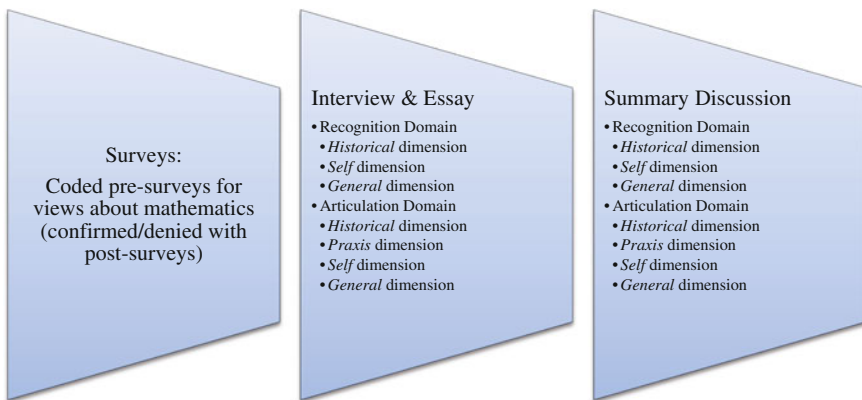 Surveys:
Coded pre-surveys for
views about mathematics
(confirmed/denied with
post-surveys)
Interview & Essay
• Recognition Domain
• Historical dimension
• Self dimension
• General dimension
• Articulation Domain
• Historical dimension
• Praxis dimension
• Self dimension
• General dimension
Summary Discussion
• Recognition Domain
• Historical dimension
• Self dimension
• General dimension
• Articulation Domain
• Historical dimension
• Praxis dimension
• Self dimension
• General dimension